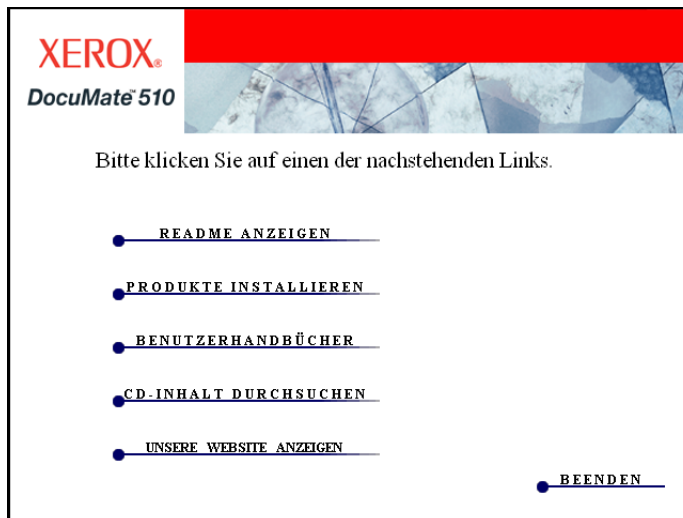 XEROX®
DocuMate™ 510
Bitte klicken Sie auf einen der nachstehenden Links.
README ANZEIGEN
PRODUKTE INSTALLIEREN
BENUTZERHANDBÜCHER
CD-INHALT DURCHSUCHEN
UNSERE WEBSITE ANZEIGEN
BEENDEN